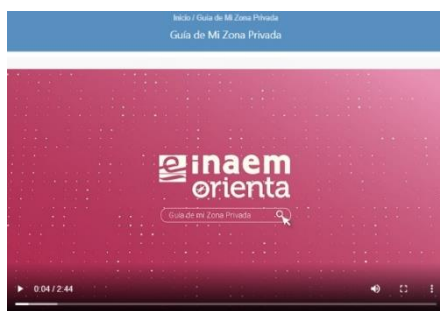 Inicio / Guía de Mi Zona Privada
Guía de Mi Zona Privada
inaem
orienta
Guía de mi Zona Privada
0:04 / 2:44